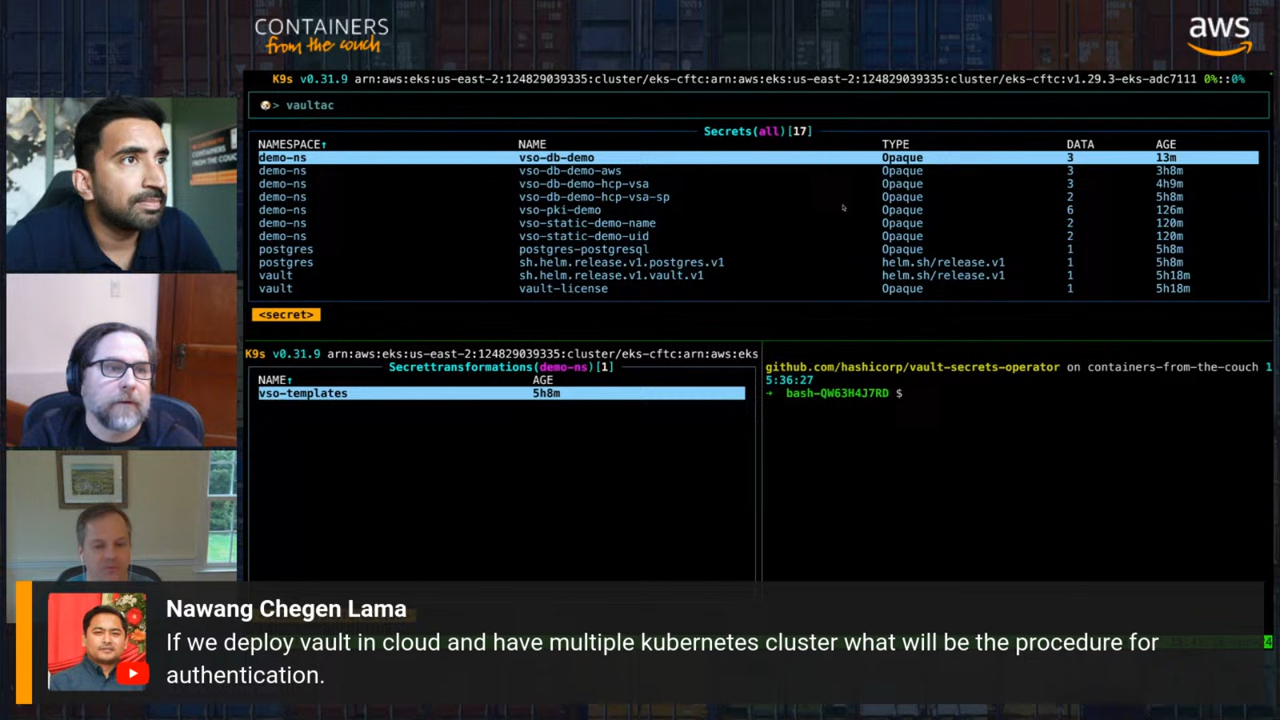 CONTAINERS
from the couch
aws
K9s v0.31.9 arn:aws:eks:us-east-2:124829039335:cluster/eks-cftc:arn:aws:eks:us-east-2:124829039335:cluster/eks-cftc:v1.29.3-eks-adc7111 0%::0%
> vaultac
Secrets(all)[17]
NAMESPACE↑ NAME TYPE DATA AGE
demo-ns vso-db-demo Opaque 3 13m
demo-ns vso-db-demo-aws Opaque 3 3h8m
demo-ns vso-db-demo-hcp-vsa Opaque 3 4h9m
demo-ns vso-db-demo-hcp-vsa-sp Opaque 2 5h8m
demo-ns vso-pki-demo Opaque 6 126m
demo-ns vso-static-demo-name Opaque 2 120m
demo-ns vso-static-demo-uid Opaque 2 120m
postgres postgres-postgresql Opaque 1 5h8m
postgres sh.helm.release.v1.postgres.v1 helm.sh/release.v1 1 5h8m
vault sh.helm.release.v1.vault.v1 helm.sh/release.v1 1 5h18m
vault vault-license Opaque 1 5h18m
<secret>
K9s v0.31.9 arn:aws:eks:us-east-2:124829039335:cluster/eks-cftc:arn:aws:eks
Secrettransformations(demo-ns)[1]
NAME↑ AGE
vso-templates 5h8m
github.com/hashicorp/vault-secrets-operator on containers-from-the-couch 1
5:36:27
→ bash-QW63H4J7RD $
Nawang Chegen Lama
If we deploy vault in cloud and have multiple kubernetes cluster what will be the procedure for
authentication.